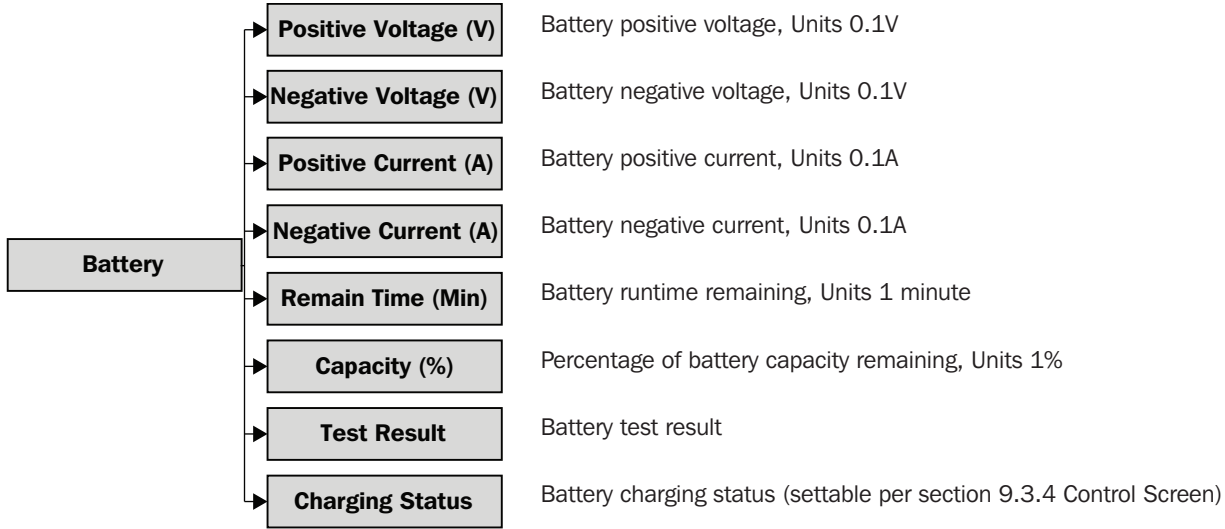 Positive Voltage (V) Battery positive voltage, Units 0.1V
Negative Voltage (V) Battery negative voltage, Units 0.1V
Positive Current (A) Battery positive current, Units 0.1A
Negative Current (A) Battery negative current, Units 0.1A
Battery
Remain Time (Min) Battery runtime remaining, Units 1 minute
Capacity (%) Percentage of battery capacity remaining, Units 1%
Test Result Battery test result
Charging Status Battery charging status (settable per section 9.3.4 Control Screen)